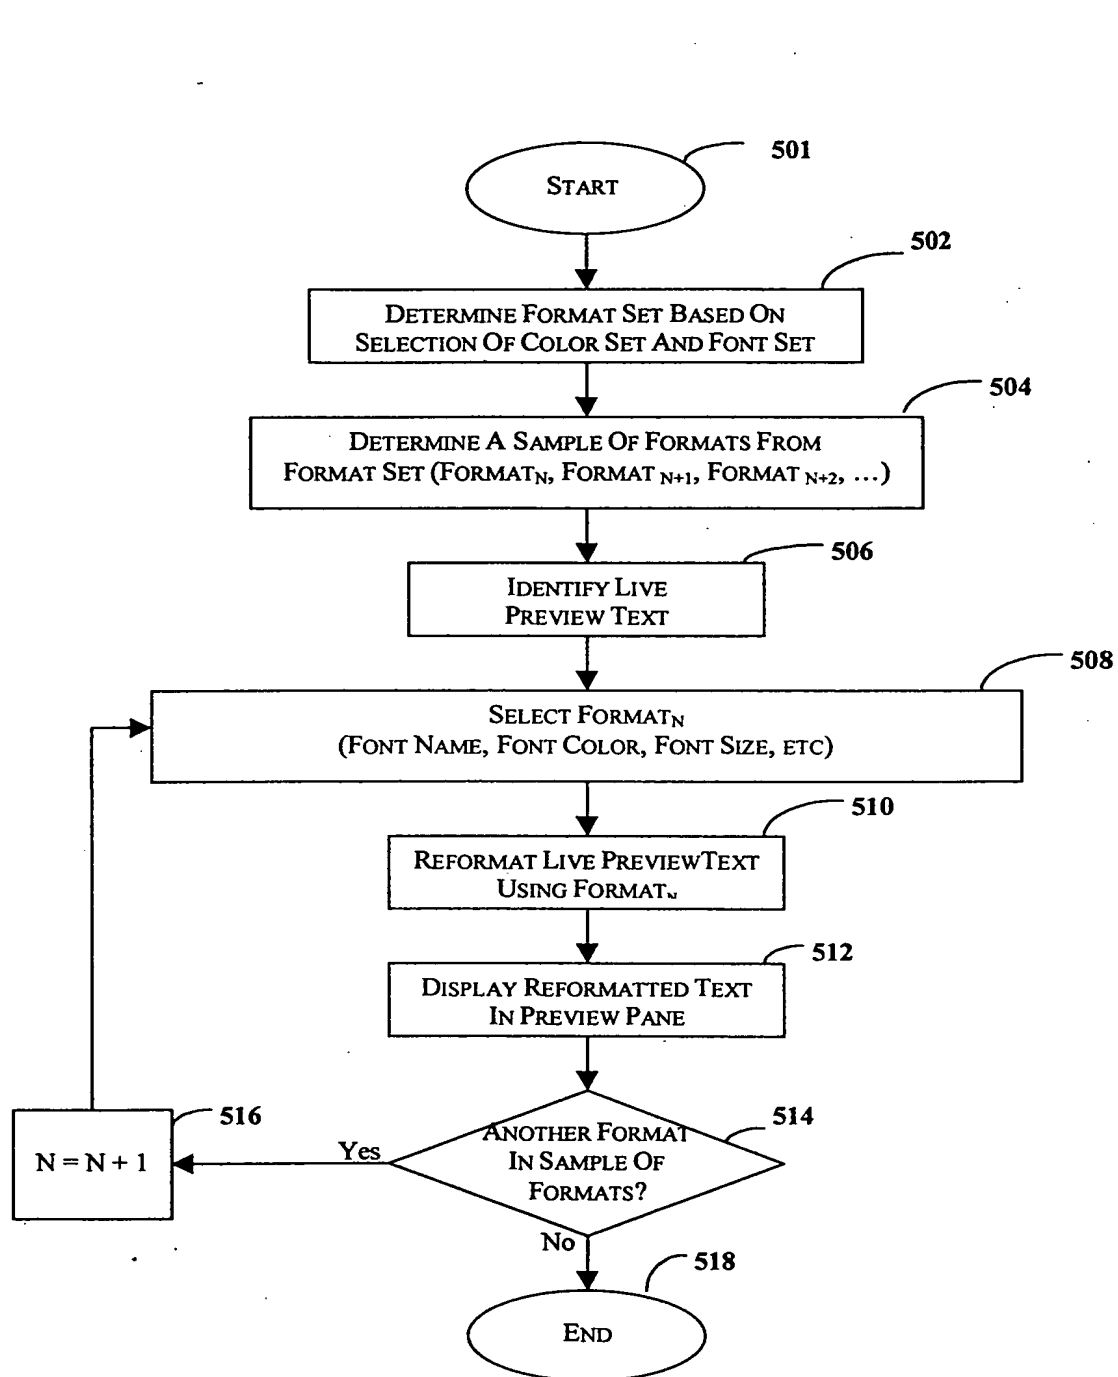 501
START
502
DETERMINE FORMAT SET BASED ON
SELECTION OF COLOR SET AND FONT SET
504
DETERMINE A SAMPLE OF FORMATS FROM
FORMAT SET (FORMATN, FORMAT N+1, FORMAT N+2, ...)
506
IDENTIFY LIVE
PREVIEW TEXT
508
SELECT FORMATN
(FONT NAME, FONT COLOR, FONT SIZE, ETC)
510
REFORMAT LIVE PREVIEWTEXT
USING FORMATN
512
DISPLAY REFORMATTED TEXT
IN PREVIEW PANE
514
ANOTHER FORMAT
IN SAMPLE OF
FORMATS?
Yes
516
N = N + 1
No
518
END